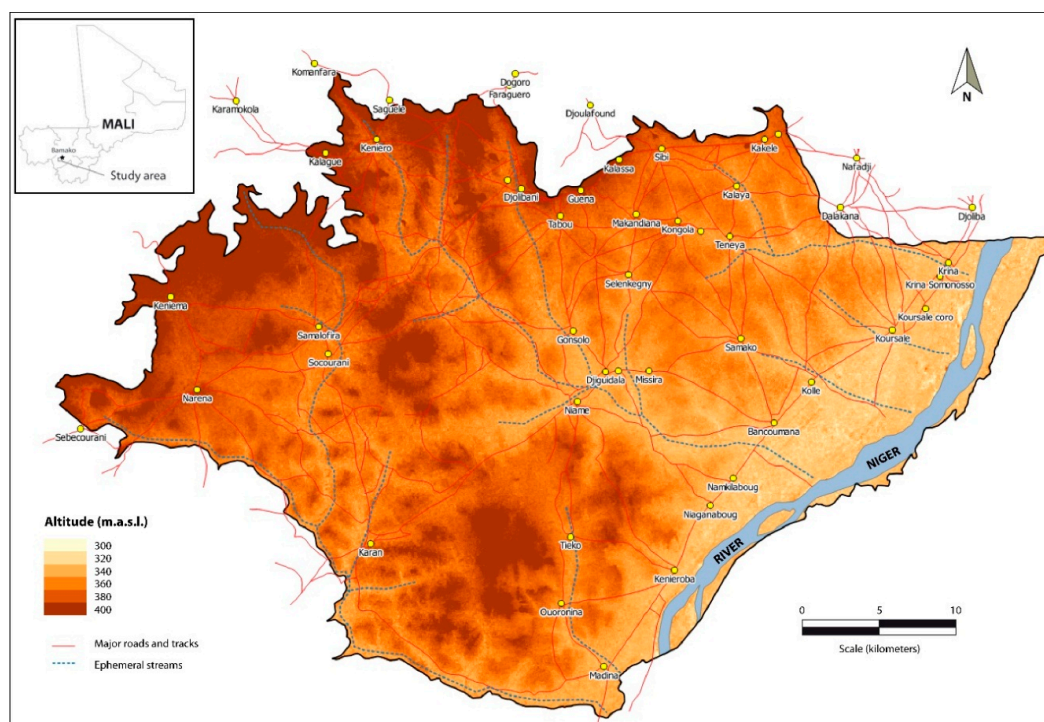 Komanfara
Dogoro
Faraguero
Karamokola
Saguele
Djoulafound
N
MALI
Bamako
Study area
Keniero
Kalague
Sibi
Kakele
Kalassa
Nafadji
Djolibani
Guena
Kalaya
Dalakana
Djoliba
Tabou
Makandiana
Kongola
Teneya
Krina
Krina-Somonosso
Selenkegny
Kenierna
Koursale coro
Samalofira
Gonsolo
Koursale
Samako
Socourani
Djiguidala
Missira
Kolle
Narena
Niame
Sebecourani
Bancoumana
NIGER
Namkilaboug
Niaganaboug
RIVER
Altitude (m.a.s.l.)
300
320
340
360
380
400
Karan
Tieko
Kenieroba
Ouoronina
0 5 10
Scale (kilometers)
Major roads and tracks
Ephemeral streams
Madina